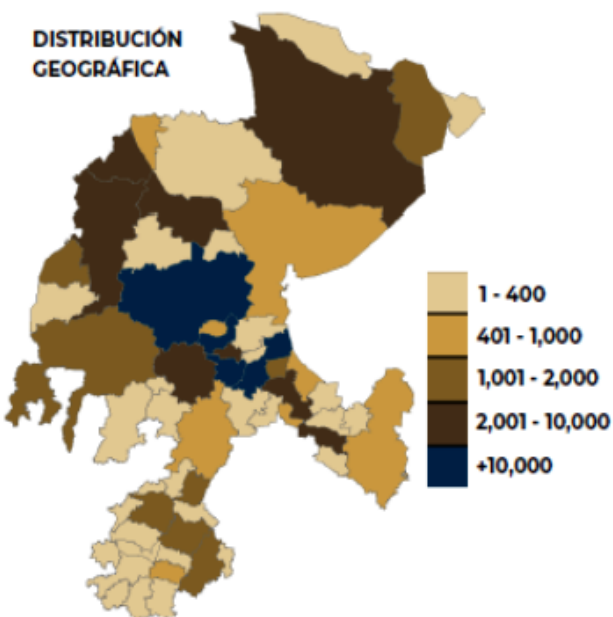 DISTRIBUCIÓN
GEOGRÁFICA
1 - 400
401 - 1,000
1,001 - 2,000
2,001 - 10,000
+10,000